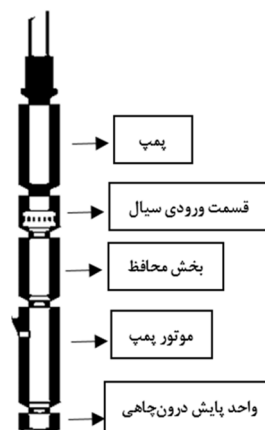 پمپ
قسمت ورودی سیال
بخش محافظ
موتور پمپ
واحد پایش درون‌چاهی